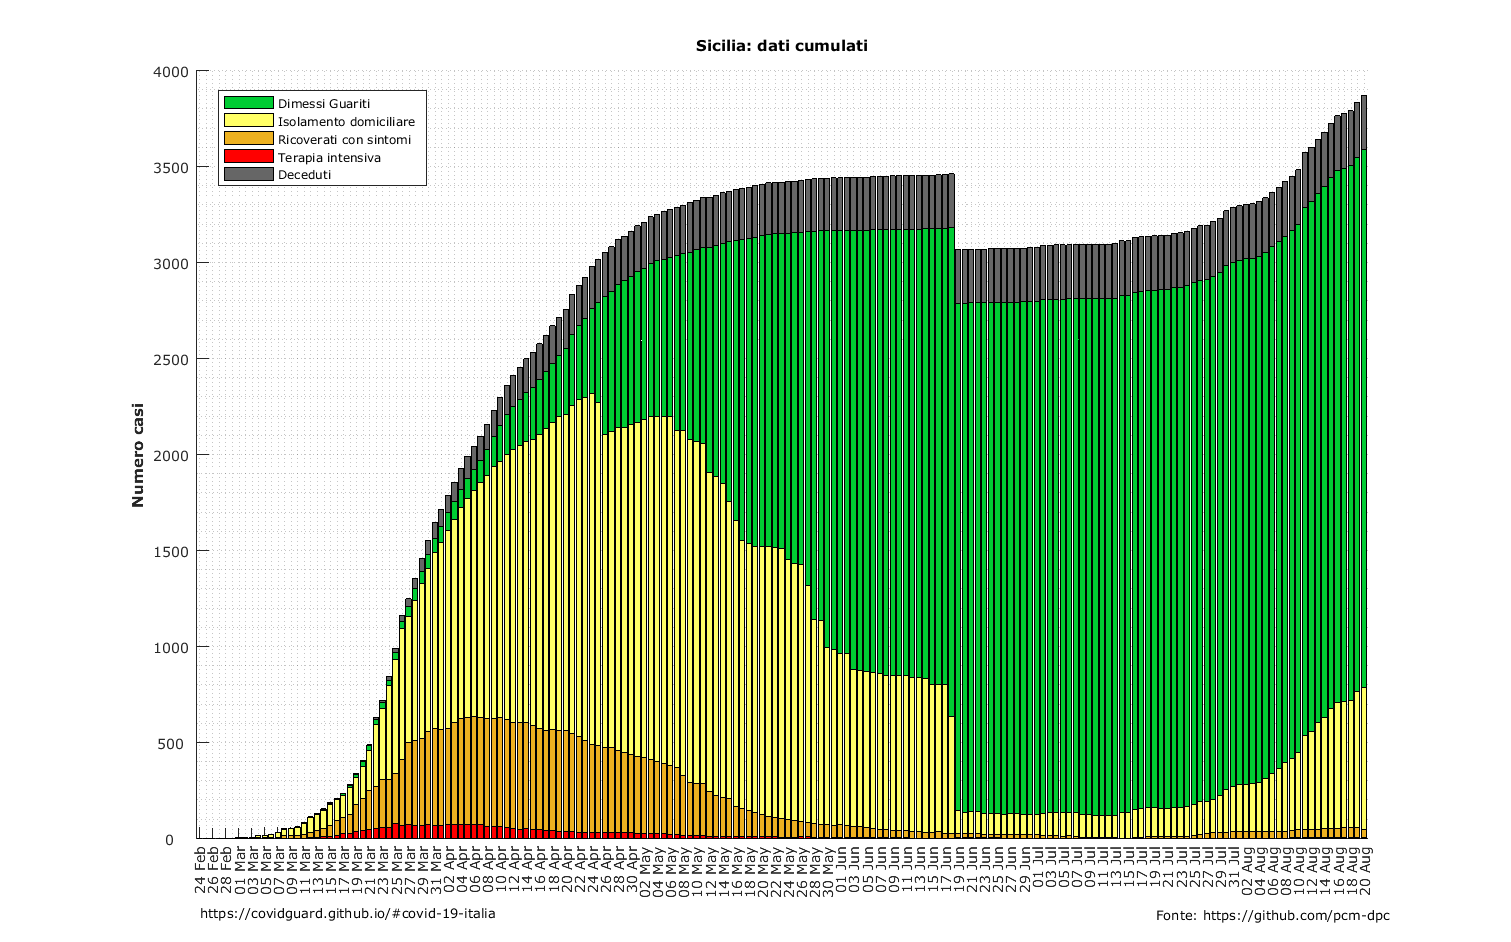 Sicilia: dati cumulati
Numero casi
4000
3500
3000
2500
2000
1500
1000
500
0
Dimessi Guariti
Isolamento domiciliare
Ricoverati con sintomi
Terapia intensiva
Deceduti
24 Feb
26 Feb
28 Feb
01 Mar
03 Mar
05 Mar
07 Mar
09 Mar
11 Mar
13 Mar
15 Mar
17 Mar
19 Mar
21 Mar
23 Mar
25 Mar
27 Mar
29 Mar
31 Mar
02 Apr
04 Apr
06 Apr
08 Apr
10 Apr
12 Apr
14 Apr
16 Apr
18 Apr
20 Apr
22 Apr
24 Apr
26 Apr
28 Apr
30 Apr
02 May
04 May
06 May
08 May
10 May
12 May
14 May
16 May
18 May
20 May
22 May
24 May
26 May
28 May
30 May
01 Jun
03 Jun
05 Jun
07 Jun
09 Jun
11 Jun
13 Jun
15 Jun
17 Jun
19 Jun
21 Jun
23 Jun
25 Jun
27 Jun
29 Jun
01 Jul
03 Jul
05 Jul
07 Jul
09 Jul
11 Jul
13 Jul
15 Jul
17 Jul
19 Jul
21 Jul
23 Jul
25 Jul
27 Jul
29 Jul
31 Jul
02 Aug
04 Aug
06 Aug
08 Aug
10 Aug
12 Aug
14 Aug
16 Aug
18 Aug
20 Aug
https://covidguard.github.io/#covid-19-italia
Fonte: https://github.com/pcm-dpc